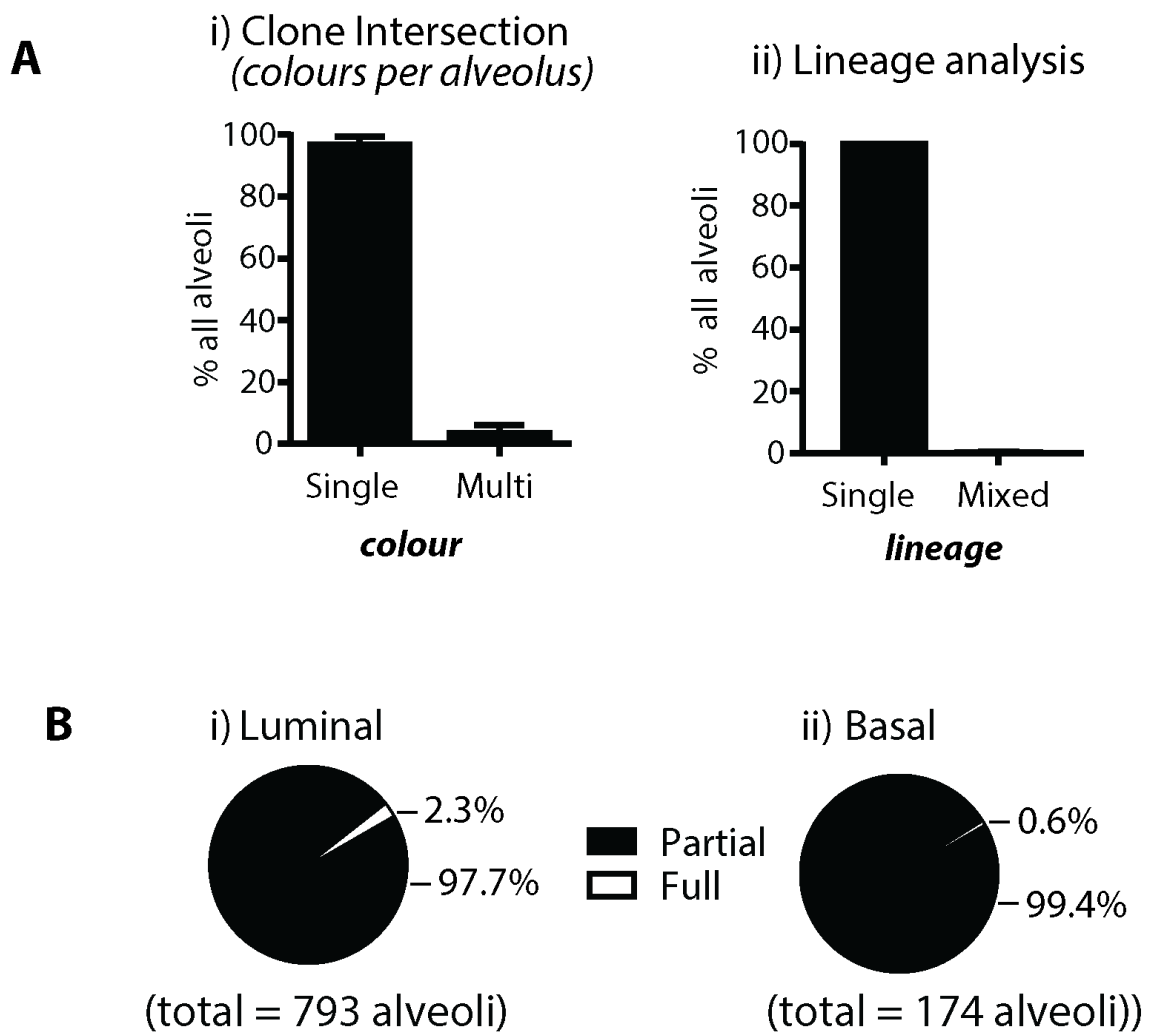 A
i) Clone Intersection
(colours per alveolus)
% all alveoli
100
80
60
40
20
0
Single Multi
colour
ii) Lineage analysis
% all alveoli
100
80
60
40
20
0
Single Mixed
lineage
B
i) Luminal
2.3%
97.7%
(total = 793 alveoli)
Partial
Full
ii) Basal
0.6%
99.4%
(total = 174 alveoli))